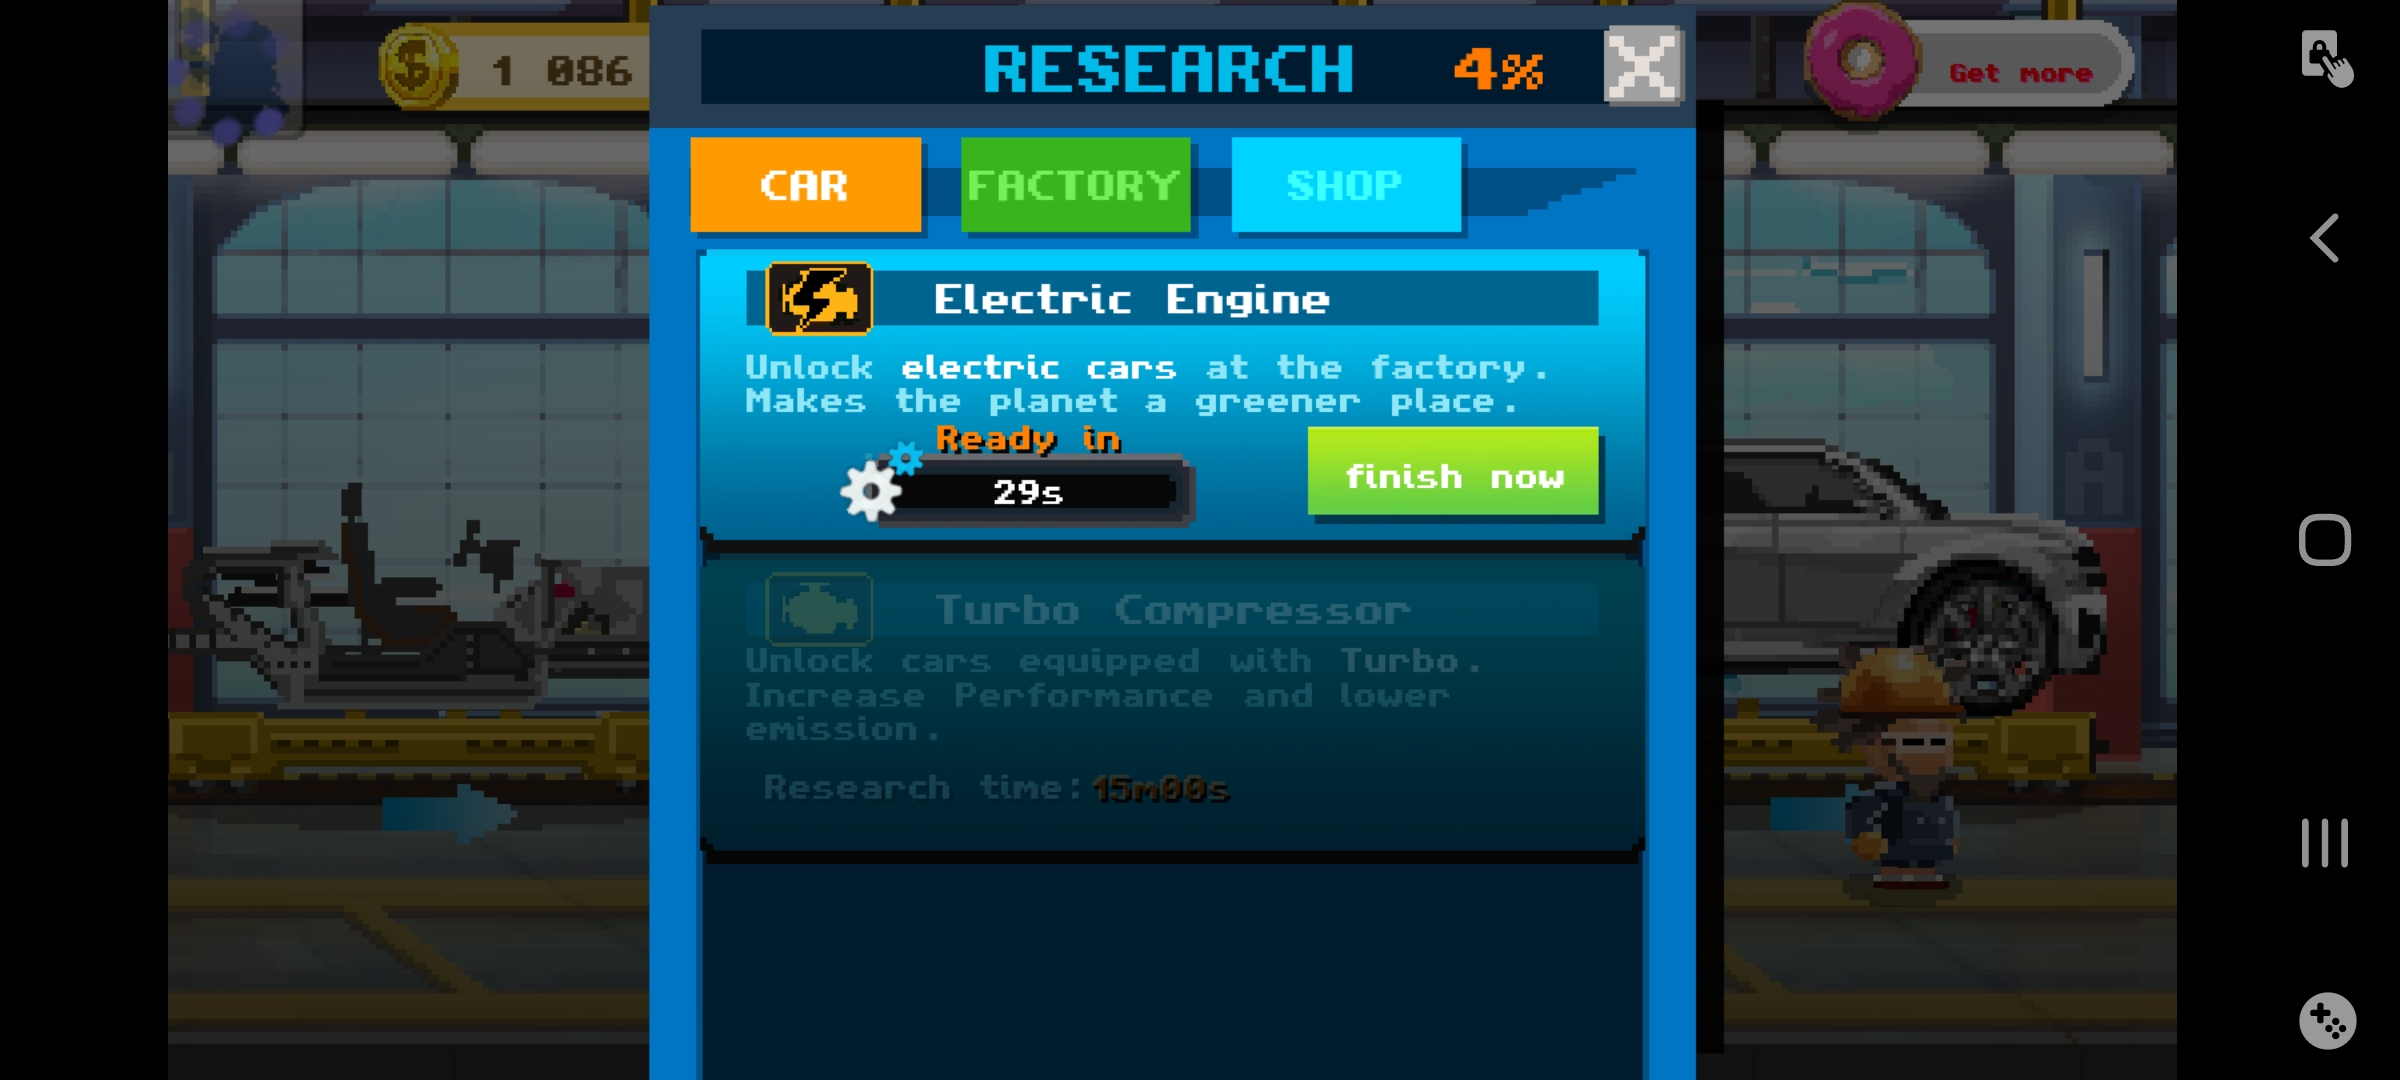 1 086
RESEARCH 4%
Get more
CAR FACTORY SHOP
Electric Engine
Unlock electric cars at the factory.
Makes the planet a greener place.
Ready in
29s
finish now
Turbo Compressor
Unlock cars equipped with Turbo.
Increase Performance and lower
emission.
Research time:15m00s